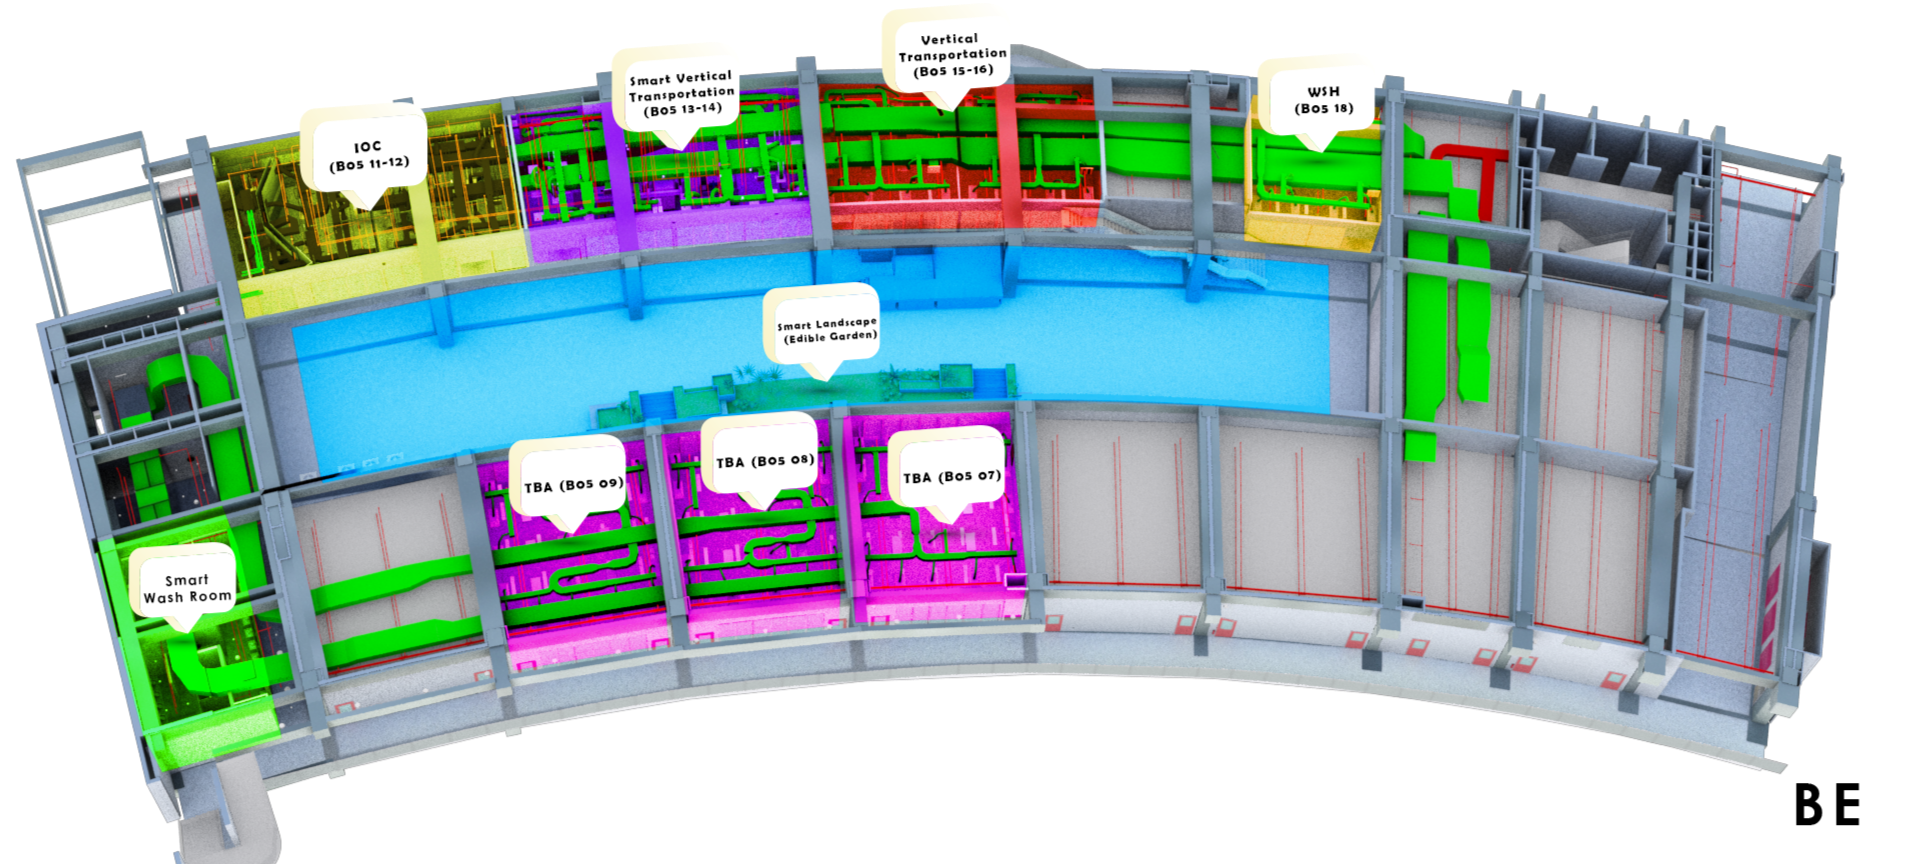 Vertical
Transportation
(B05 15-16)
Smart Vertical
Transportation
(B05 13-14)
WSH
(B05 18)
IOC
(B05 11-12)
Smart Landscape
(Edible Garden)
TBA (B05 09)
TBA (B05 08)
TBA (B05 07)
Smart
Wash Room
BE